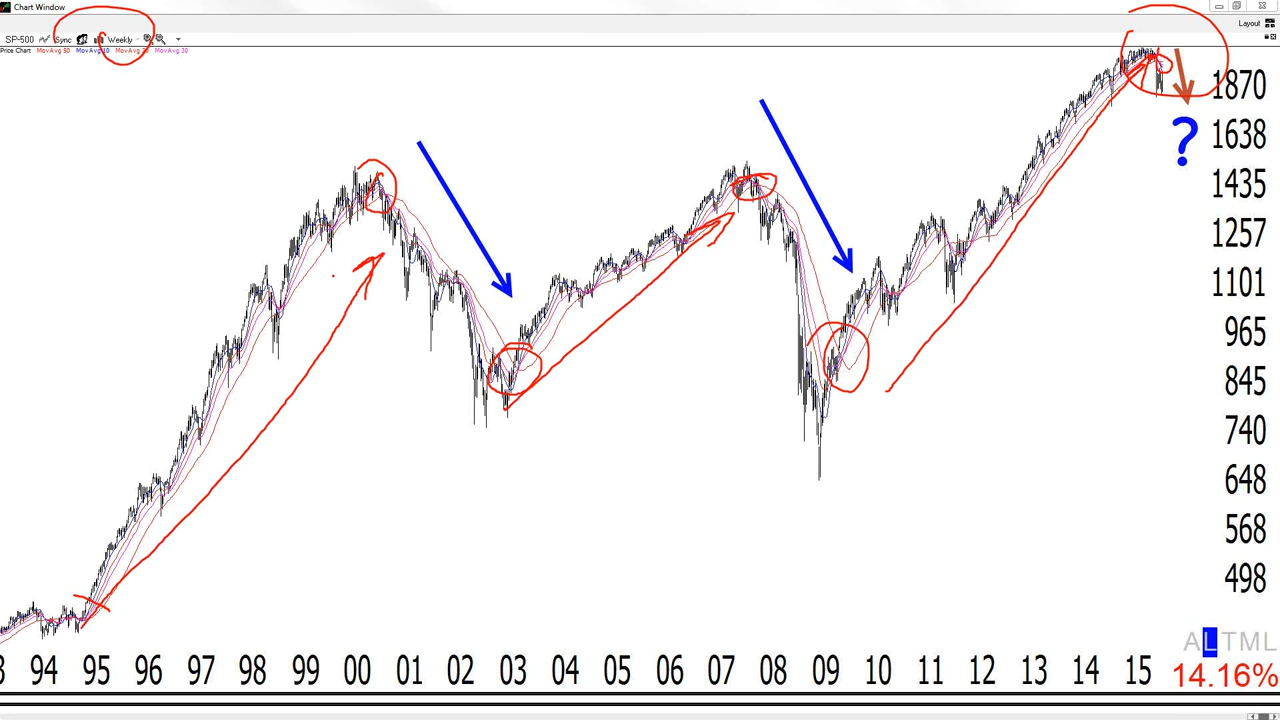 Chart Window
Layout
SP-500 Sync Weekly
Price Chart MovAvg 50 MovAvg 10 MovAvg MovAvg 30
1870
?
1638
1435
1257
1101
965
845
740
648
568
498
ALTML
3 94 95 96 97 98 99 00 01 02 03 04 05 06 07 08 09 10 11 12 13 14 15
14.16%